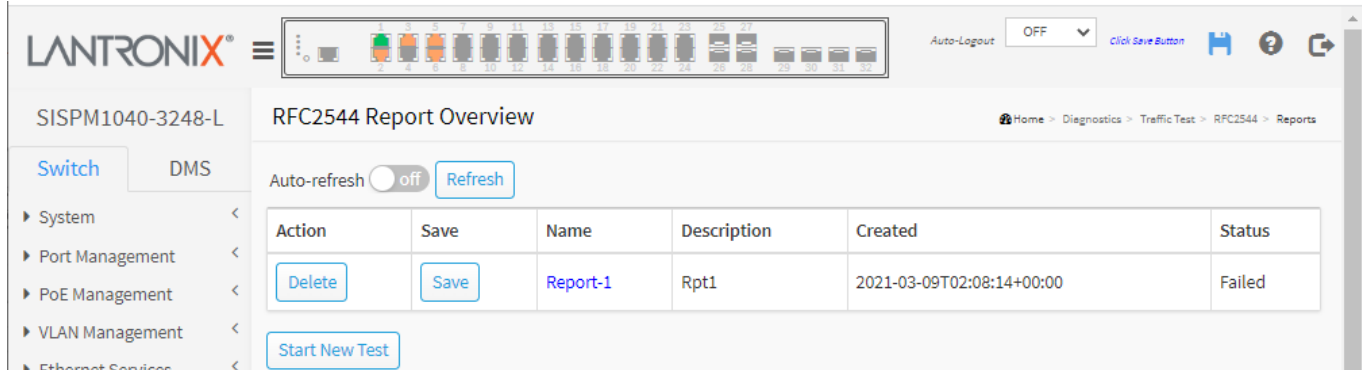 1 3 5 7 9 11 13 15 17 19 21 23 25 27
LANTRONIX®
Auto-Logout OFF Click Save Button
2 4 6 8 10 12 14 16 18 20 22 24 26 28 29 30 31 32
SISPM1040-3248-L
RFC2544 Report Overview
Home > Diagnostics > Traffic Test > RFC2544 > Reports
Switch DMS
Auto-refresh off Refresh
System
Action Save Name Description Created Status
Port Management
Delete Save Report-1 Rpt1 2021-03-09T02:08:14+00:00 Failed
PoE Management
VLAN Management
Start New Test
Ethernet Services